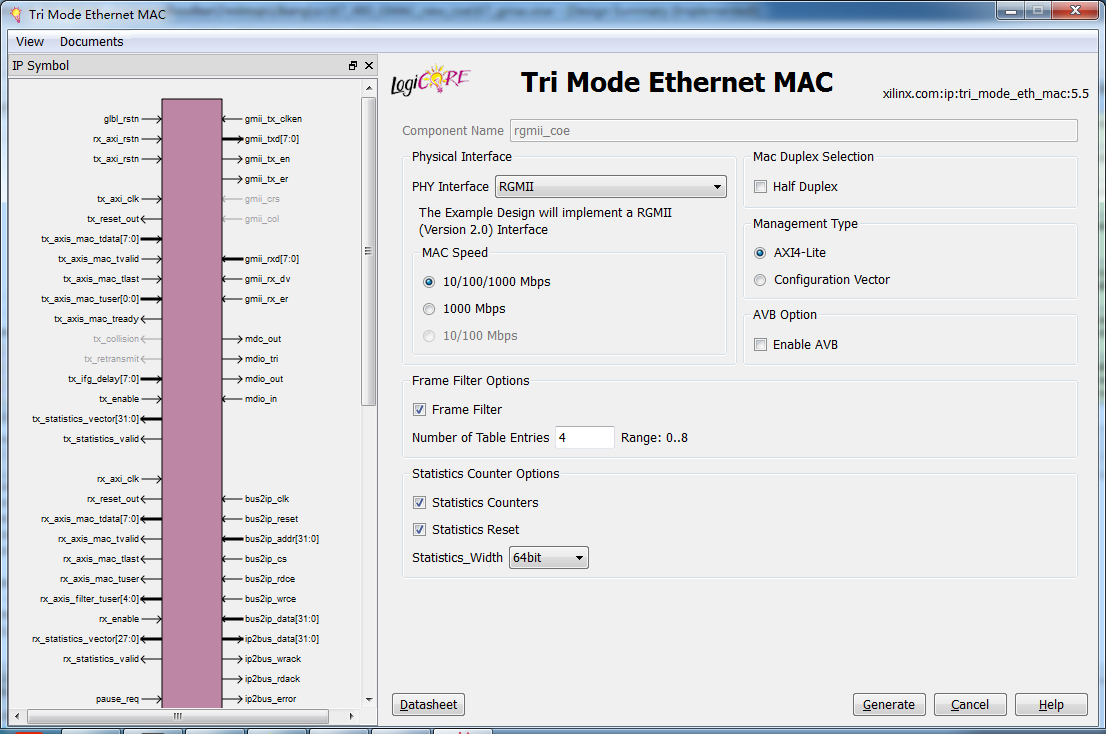 Tri Mode Ethernet MAC
View Documents
IP Symbol
glbl_rstn
rx_axi_rstn
tx_axi_rstn
tx_axi_clk
tx_reset_out
tx_axis_mac_tdata[7:0]
tx_axis_mac_tvalid
tx_axis_mac_tlast
tx_axis_mac_tuser[0:0]
tx_axis_mac_tready
tx_collision
tx_retransmit
tx_ifg_delay[7:0]
tx_enable
tx_statistics_vector[31:0]
tx_statistics_valid
rx_axi_clk
rx_reset_out
rx_axis_mac_tdata[7:0]
rx_axis_mac_tvalid
rx_axis_mac_tlast
rx_axis_mac_tuser
rx_axis_filter_tuser[4:0]
rx_enable
rx_statistics_vector[27:0]
rx_statistics_valid
pause_req
gmii_tx_clken
gmii_txd[7:0]
gmii_tx_en
gmii_tx_er
gmii_crs
gmii_col
gmii_rxd[7:0]
gmii_rx_dv
gmii_rx_er
mdc_out
mdio_tri
mdio_out
mdio_in
bus2ip_clk
bus2ip_reset
bus2ip_addr[31:0]
bus2ip_cs
bus2ip_rdce
bus2ip_wrce
bus2ip_data[31:0]
ip2bus_data[31:0]
ip2bus_wrack
ip2bus_rdack
ip2bus_error
LogiCORE
Tri Mode Ethernet MAC
xilinx.com:ip:tri_mode_eth_mac:5.5
Component Name rgmii_coe
Physical Interface
PHY Interface RGMII
The Example Design will implement a RGMII
(Version 2.0) Interface
MAC Speed
10/100/1000 Mbps
1000 Mbps
10/100 Mbps
Mac Duplex Selection
Half Duplex
Management Type
AXI4-Lite
Configuration Vector
AVB Option
Enable AVB
Frame Filter Options
Frame Filter
Number of Table Entries 4 Range: 0..8
Statistics Counter Options
Statistics Counters
Statistics Reset
Statistics_Width 64bit
Datasheet Generate Cancel Help